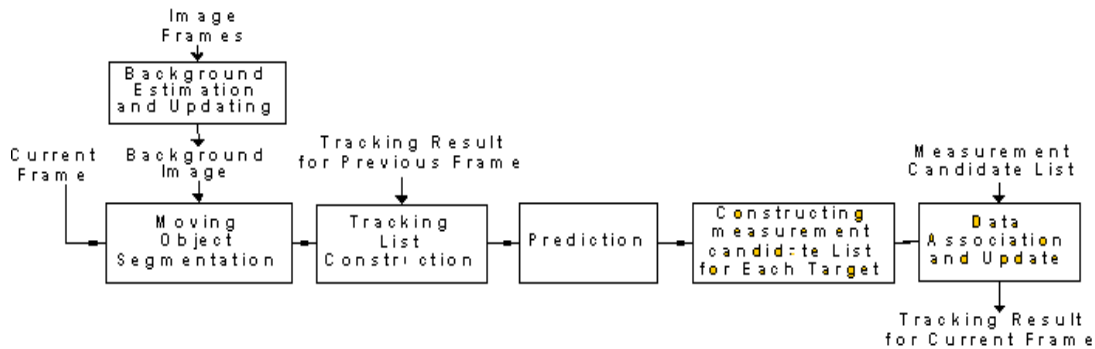 Image
Frames
Background
Estimation
and Updating
Current
Frame
Background
Image
Tracking Result
for Previous Frame
Measurement
Candidate List
Moving
Object
Segmentation
Tracking
List
Construction
Prediction
Constructing
measurement
candidate List
for Each Target
Data
Association
and Update
Tracking Result
for Current Frame